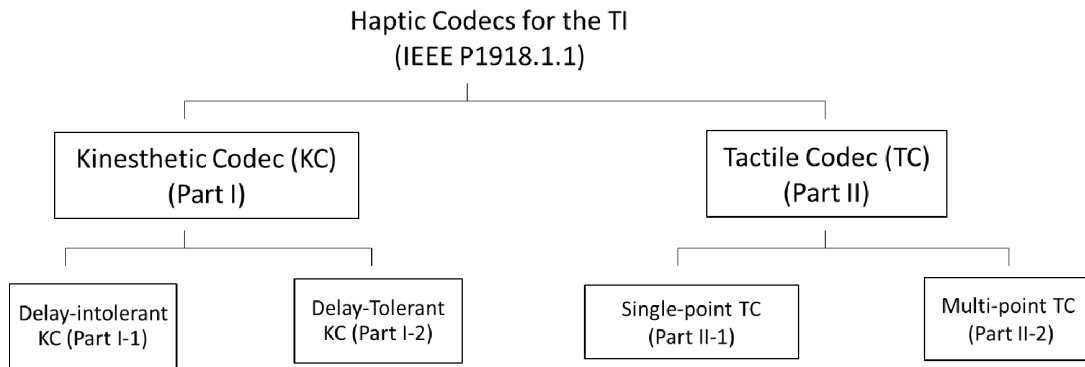 Haptic Codecs for the TI
(IEEE P1918.1.1)
Kinesthetic Codec (KC)
(Part I)
Tactile Codec (TC)
(Part II)
Delay-intolerant
KC (Part I-1)
Delay-Tolerant
KC (Part I-2)
Single-point TC
(Part II-1)
Multi-point TC
(Part II-2)